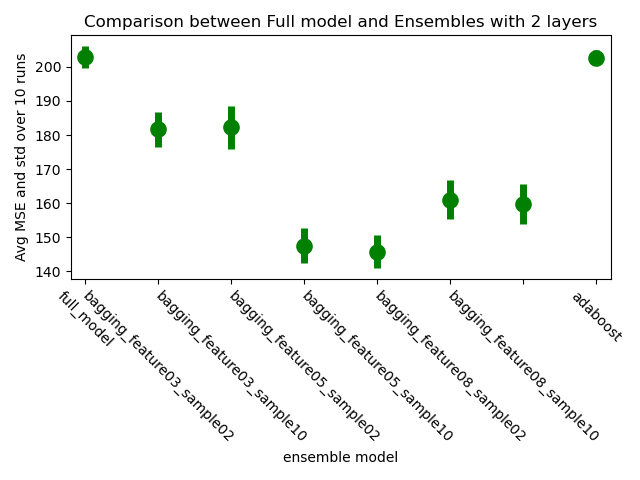 Comparison between Full model and Ensembles with 2 layers
Avg MSE and std over 10 runs
200
190
180
170
160
150
140
full_model
bagging_feature03_sample02
bagging_feature03_sample10
bagging_feature05_sample02
bagging_feature05_sample10
bagging_feature08_sample02
bagging_feature08_sample10
adaboost
ensemble model